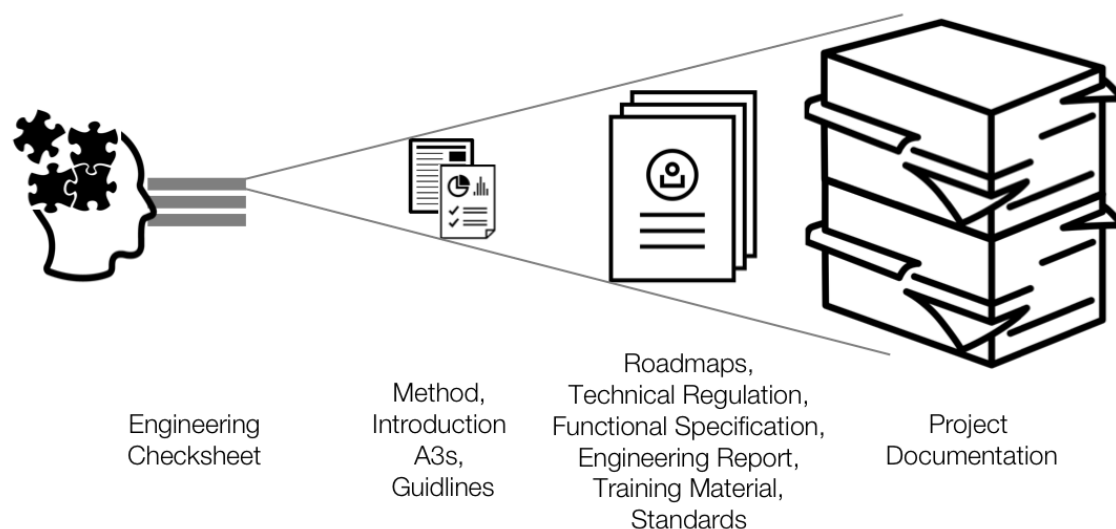 Engineering
Checksheet
Method,
Introduction
A3s,
Guidlines
Roadmaps,
Technical Regulation,
Functional Specification,
Engineering Report,
Training Material,
Standards
Project
Documentation